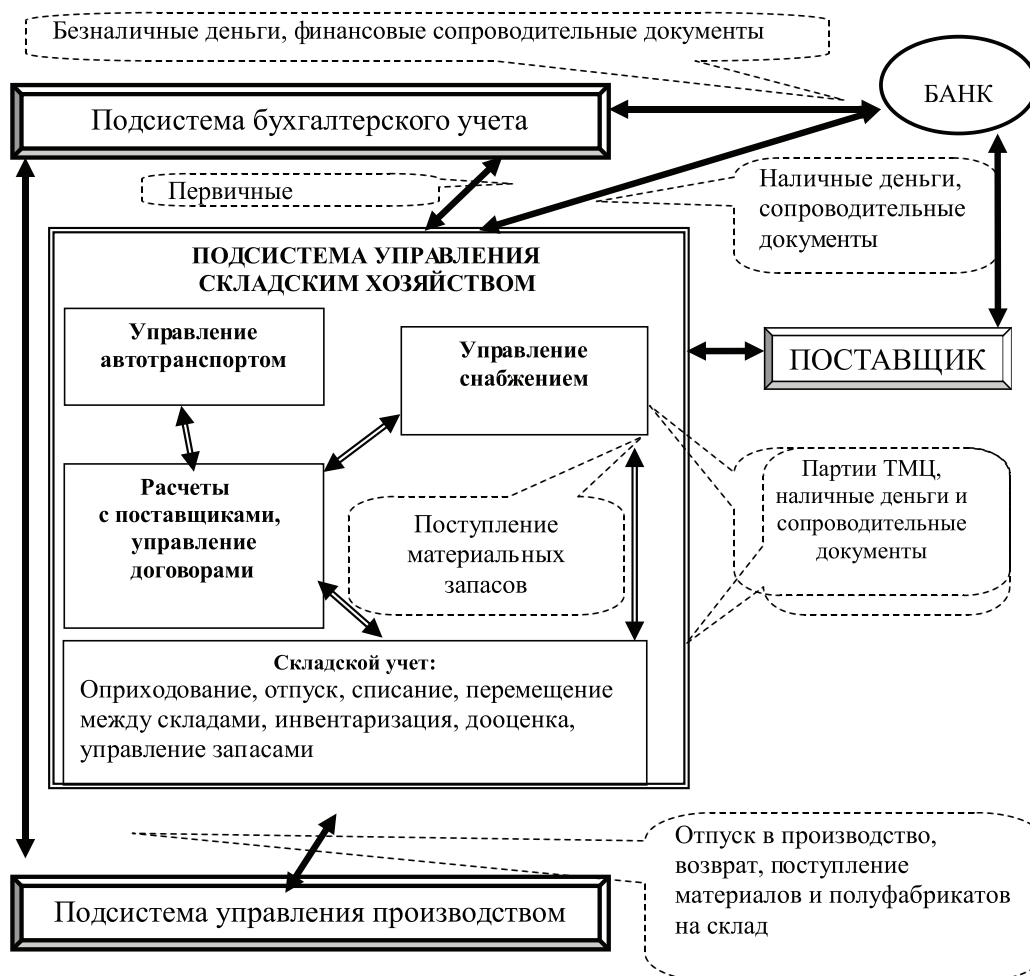 Безналичные деньги, финансовые сопроводительные документы
БАНК
Подсистема бухгалтерского учета
Первичные
Наличные деньги,
сопроводительные
документы
ПОДСИСТЕМА УПРАВЛЕНИЯ
СКЛАДСКИМ ХОЗЯЙСТВОМ
Управление
автотранспортом
Управление
снабжением
ПОСТАВЩИК
Расчеты
с поставщиками,
управление
договорами
Поступление
материальных
запасов
Партии ТМЦ,
наличные деньги и
сопроводительные
документы
Складской учет:
Оприходование, отпуск, списание, перемещение
между складами, инвентаризация, дооценка,
управление запасами
Отпуск в производство,
возврат, поступление
материалов и полуфабрикатов
на склад
Подсистема управления производством